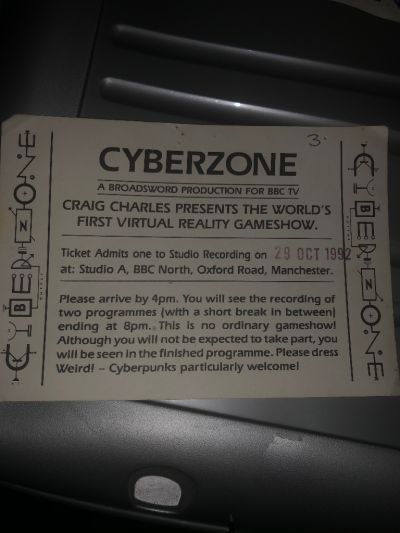 3.
CYBERZONE
A BROADSWORD PRODUCTION FOR BBC TV
CRAIG CHARLES PRESENTS THE WORLD'S
FIRST VIRTUAL REALITY GAMESHOW.
Ticket Admits one to Studio Recording on 29 OCT 1992
at: Studio A, BBC North, Oxford Road, Manchester.
Please arrive by 4pm. You will see the recording of
two programmes (with a short break in between)
ending at 8pm. This is no ordinary gameshow!
Although you will not be expected to take part, you
will be seen in the finished programme. Please dress
Weird! – Cyberpunks particularly welcome!
CYBERZONE
CYBERZONE